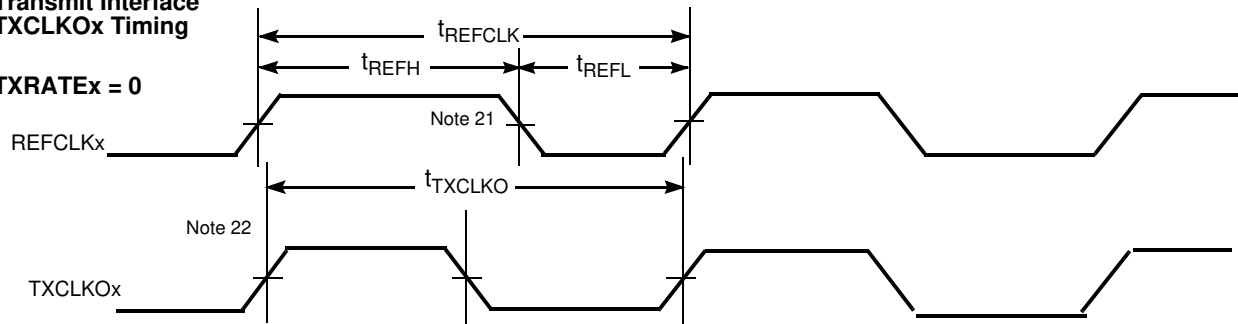 Transmit Interface
TXCLKOx Timing
tREFCLK
tREFH
tREFL
TXRATEx = 0
Note 21
REFCLKx
tTXCLKO
Note 22
TXCLKOx